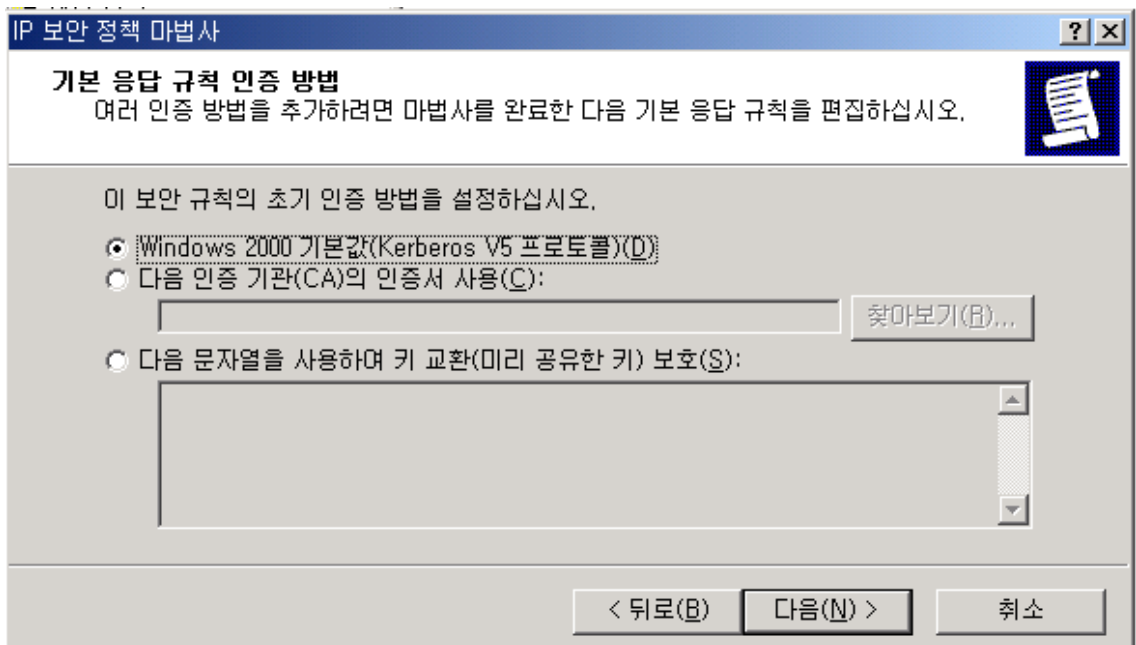 IP 보안 정책 마법사
기본 응답 규칙 인증 방법
여러 인증 방법을 추가하려면 마법사를 완료한 다음 기본 응답 규칙을 편집하십시오.
이 보안 규칙의 초기 인증 방법을 설정하십시오.
Windows 2000 기본값(Kerberos V5 프로토콜)(D)
다음 인증 기관(CA)의 인증서 사용(C):
찾아보기(R)...
다음 문자열을 사용하여 키 교환(미리 공유한 키) 보호(S):
< 뒤로(B) 다음(N) > 취소